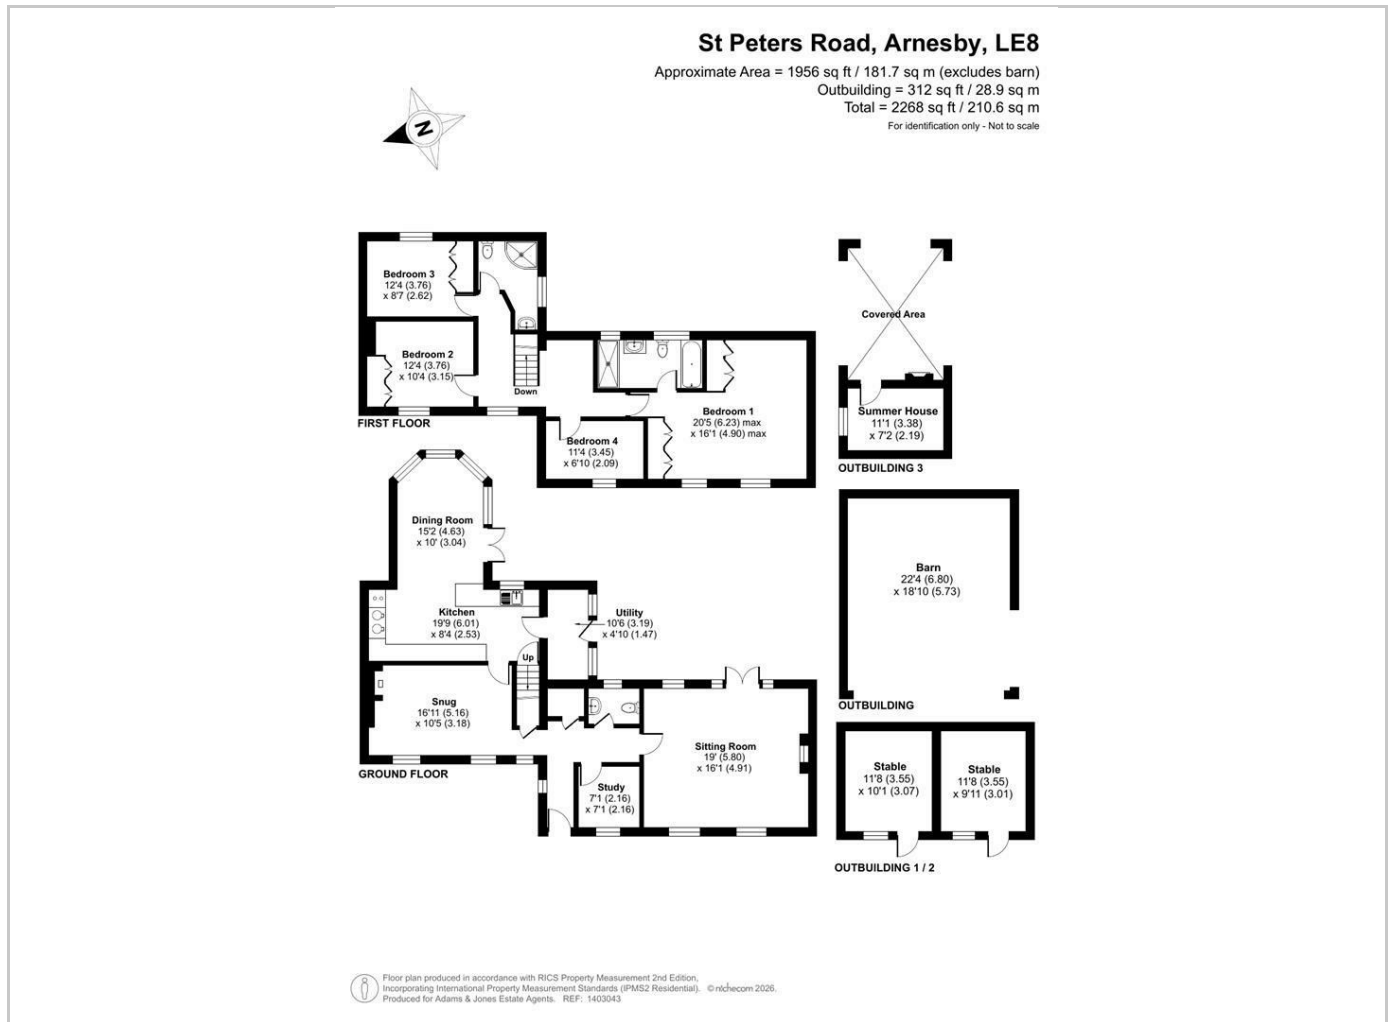 St Peters Road, Arnesby, LE8
Approximate Area = 1956 sq ft / 181.7 sq m (excludes barn)
Outbuilding = 312 sq ft / 28.9 sq m
Total = 2268 sq ft / 210.6 sq m
For identification only - Not to scale
N
Bedroom 3
12'4 (3.76)
x 8'7 (2.62)
Bedroom 2
12'4 (3.76)
x 10'4 (3.15)
Down
Bedroom 1
20'5 (6.23) max
x 16'1 (4.90) max
Bedroom 4
11'4 (3.45)
x 6'10 (2.09)
FIRST FLOOR
Covered Area
Summer House
11'1 (3.38)
x 7'2 (2.19)
OUTBUILDING 3
Dining Room
15'2 (4.63)
x 10' (3.04)
Kitchen
19'9 (6.01)
x 8'4 (2.53)
Utility
10'6 (3.19)
x 4'10 (1.47)
Up
Snug
16'11 (5.16)
x 10'5 (3.18)
Sitting Room
19' (5.80)
x 16'1 (4.91)
Study
7'1 (2.16)
x 7'1 (2.16)
GROUND FLOOR
Barn
22'4 (6.80)
x 18'10 (5.73)
OUTBUILDING
Stable
11'8 (3.55)
x 10'1 (3.07)
Stable
11'8 (3.55)
x 9'11 (3.01)
OUTBUILDING 1 / 2
Floor plan produced in accordance with RICS Property Measurement 2nd Edition,
Incorporating International Property Measurement Standards (IPMS2 Residential). © nichecom 2026.
Produced for Adams & Jones Estate Agents. REF: 1403043